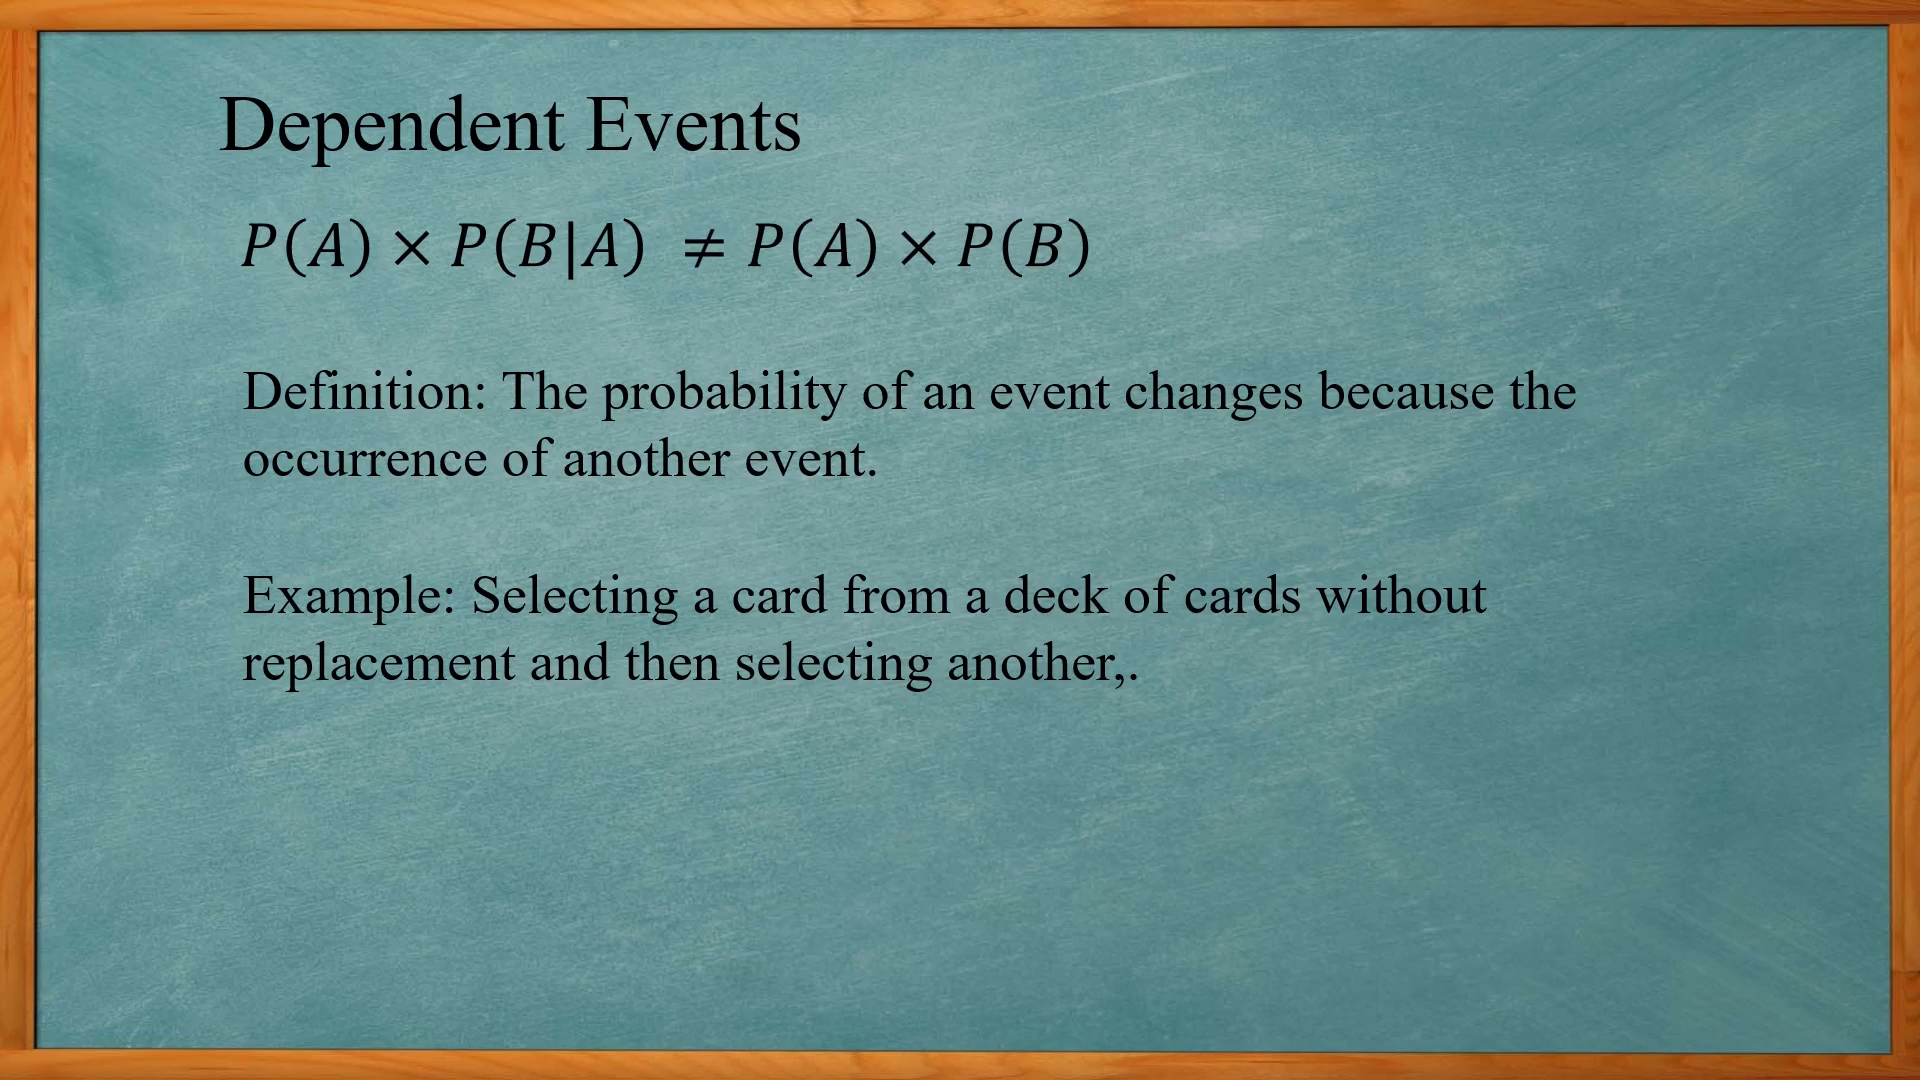 Dependent Events
P(A) × P(B|A) ≠ P(A) × P(B)
Definition: The probability of an event changes because the
occurrence of another event.
Example: Selecting a card from a deck of cards without
replacement and then selecting another,.